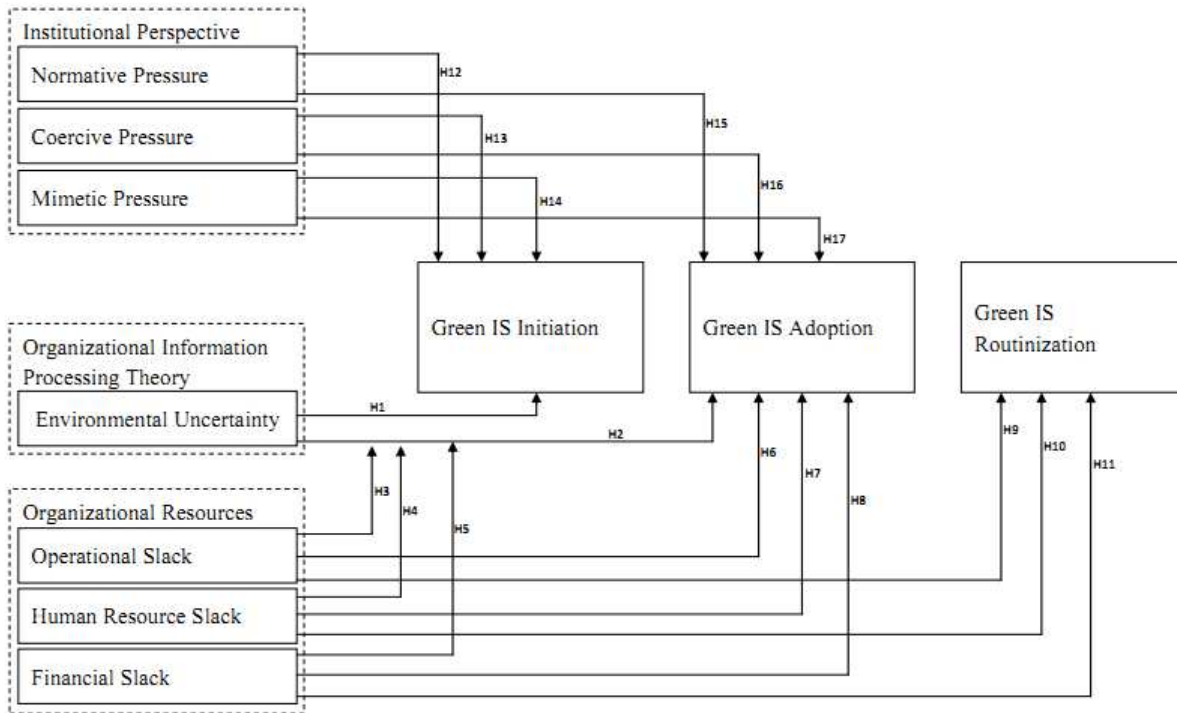 Institutional Perspective
Normative Pressure
H12
Coercive Pressure
H13
H15
Mimetic Pressure
H14
H16
H17
Green IS Initiation
Green IS Adoption
Green IS
Routinization
Organizational Information
Processing Theory
Environmental Uncertainty
H1
H2
H3
H4
H5
H6
H7
H8
H9
H10
H11
Organizational Resources
Operational Slack
Human Resource Slack
Financial Slack